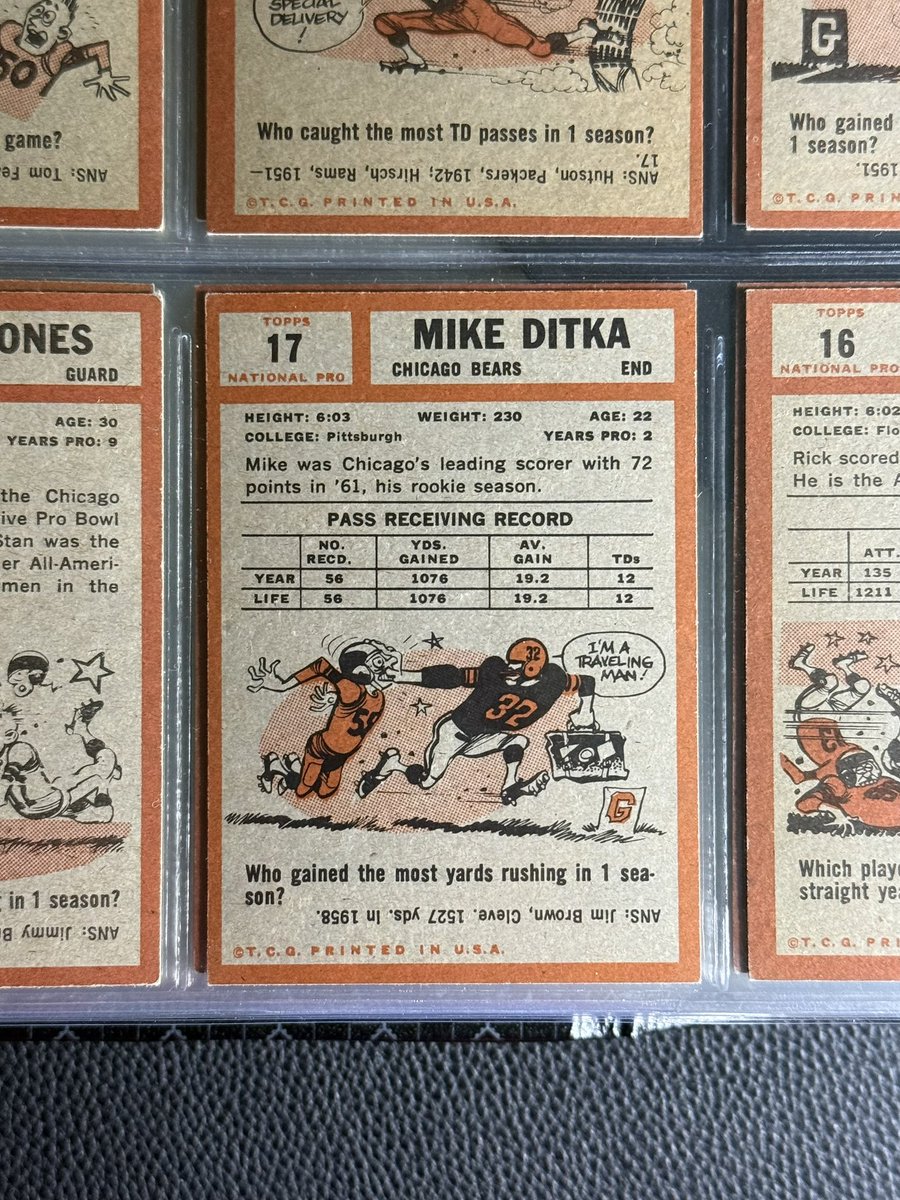 SPECIAL
DELIVERY
!
50
game?
G
Who caught the most TD passes in 1 season?
ANS: Hutson, Packers, 1942; Hirsch, Rams, 1951—
17.
©T.C.G. PRINTED IN U.S.A.
Who gained
1 season?
1951.
©T.C.G. PRIN
ONES
GUARD
AGE: 30
YEARS PRO: 9
the Chicago
ive Pro Bowl
Stan was the
er All-Ameri-
men in the
in 1 season?
TOPPS
17
NATIONAL PRO
MIKE DITKA
CHICAGO BEARS END
HEIGHT: 6:03 WEIGHT: 230 AGE: 22
COLLEGE: Pittsburgh YEARS PRO: 2
Mike was Chicago's leading scorer with 72
points in '61, his rookie season.
PASS RECEIVING RECORD
NO. RECD. YDS. GAINED AV. GAIN TDs
YEAR 56 1076 19.2 12
LIFE 56 1076 19.2 12
I'M A
TRAVELING
MAN!
32
32
G
Who gained the most yards rushing in 1 sea-
son?
ANS: Jim Brown, Cleve. 1527 yds. in 1958.
©T.C.G. PRINTED IN U.S.A.
TOPPS
16
NATIONAL PRO
HEIGHT: 6:02
COLLEGE: Flo
Rick scored
He is the A
ATT.
YEAR 135
LIFE 1211
Which playe
straight yea
©T.C.G. PRI